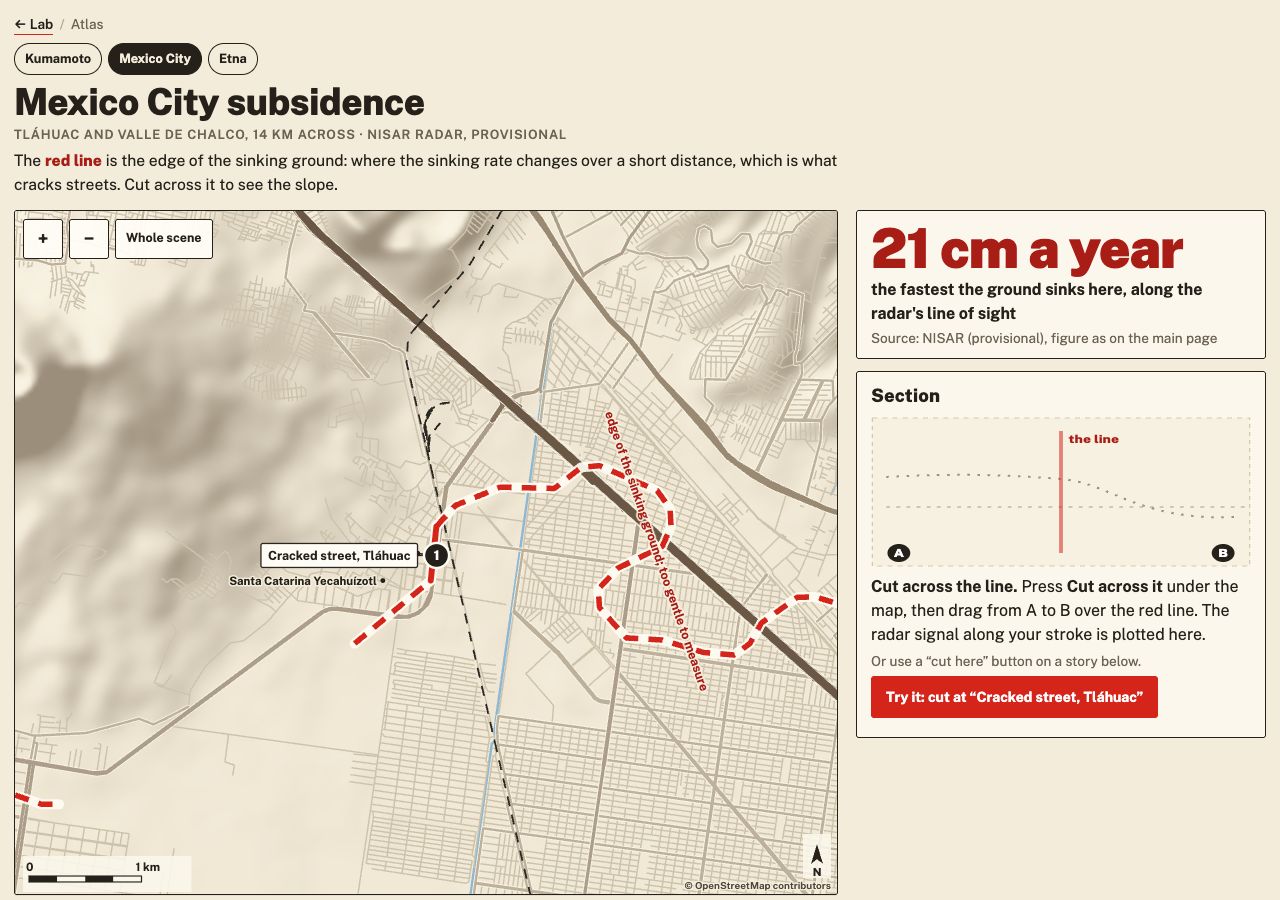 ← Lab / Atlas
Kumamoto
Mexico City
Etna
Mexico City subsidence
TLÁHUAC AND VALLE DE CHALCO, 14 KM ACROSS · NISAR RADAR, PROVISIONAL
The red line is the edge of the sinking ground: where the sinking rate changes over a short distance, which is what
cracks streets. Cut across it to see the slope.
+
−
Whole scene
edge of the sinking ground; too gentle to measure
Cracked street, Tláhuac
1
Santa Catarina Yecahuízotl
0
1 km
N
© OpenStreetMap contributors
21 cm a year
the fastest the ground sinks here, along the
radar's line of sight
Source: NISAR (provisional), figure as on the main page
Section
the line
A
B
Cut across the line. Press Cut across it under the
map, then drag from A to B over the red line. The
radar signal along your stroke is plotted here.
Or use a “cut here” button on a story below.
Try it: cut at “Cracked street, Tláhuac”